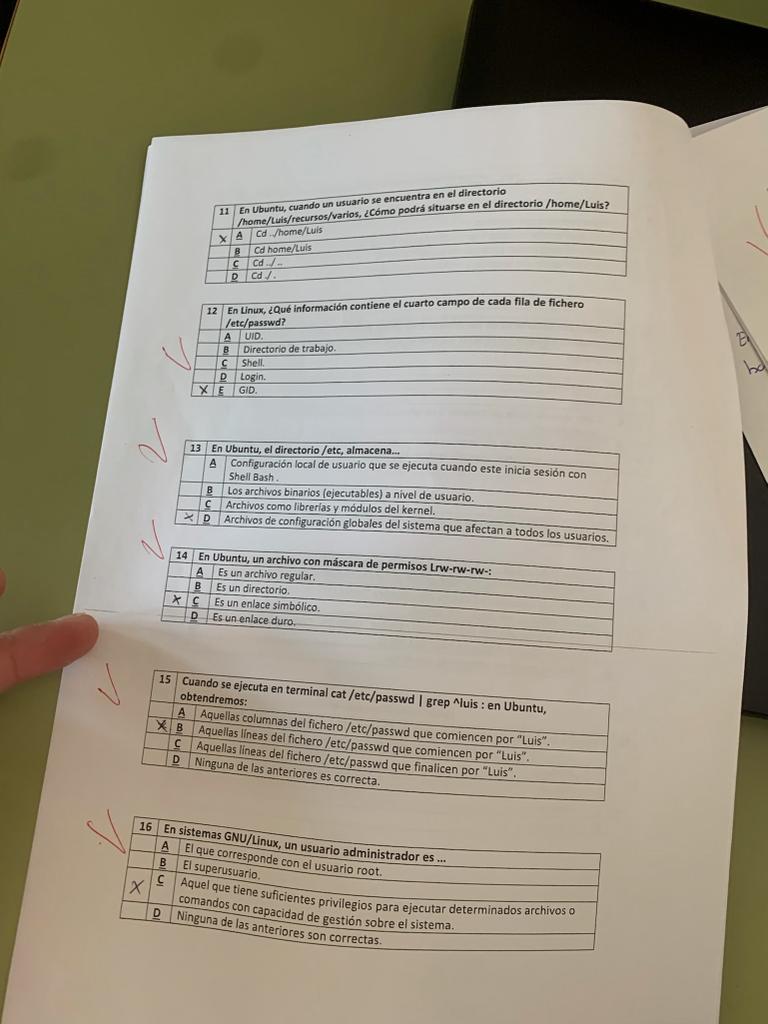 11 En Ubuntu, cuando un usuario se encuentra en el directorio
/home/Luis/recursos/varios, ¿Cómo podrá situarse en el directorio /home/Luis?
X A Cd ../home/Luis
B Cd home/Luis
C Cd ../ ..
D Cd ./ .
12 En Linux, ¿Qué información contiene el cuarto campo de cada fila de fichero
/etc/passwd?
A UID.
B Directorio de trabajo.
C Shell.
D Login.
X E GID.
13 En Ubuntu, el directorio /etc, almacena...
A Configuración local de usuario que se ejecuta cuando este inicia sesión con
Shell Bash .
B Los archivos binarios (ejecutables) a nivel de usuario.
C Archivos como librerías y módulos del kernel.
X D Archivos de configuración globales del sistema que afectan a todos los usuarios.
14 En Ubuntu, un archivo con máscara de permisos Lrw-rw-rw-:
A Es un archivo regular.
B Es un directorio.
X C Es un enlace simbólico.
D Es un enlace duro.
15 Cuando se ejecuta en terminal cat /etc/passwd | grep ^luis : en Ubuntu,
obtendremos:
A Aquellas columnas del fichero /etc/passwd que comiencen por "Luis".
X B Aquellas líneas del fichero /etc/passwd que comiencen por "Luis".
C Aquellas líneas del fichero /etc/passwd que finalicen por "Luis".
D Ninguna de las anteriores es correcta.
16 En sistemas GNU/Linux, un usuario administrador es ...
A El que corresponde con el usuario root.
B El superusuario.
X C Aquel que tiene suficientes privilegios para ejecutar determinados archivos o
comandos con capacidad de gestión sobre el sistema.
D Ninguna de las anteriores son correctas.